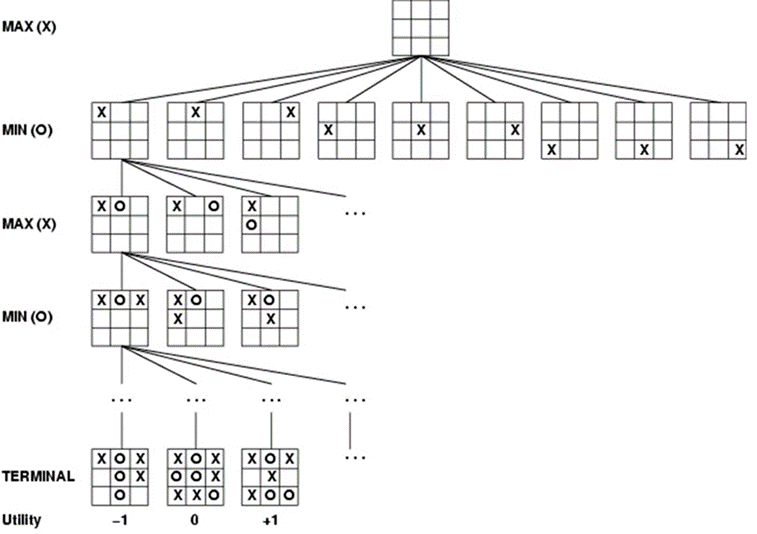 MAX (X)
X X X X X X X X X
MIN (O)
X O X O X
MAX (X)
O
...
X O X X O X O
MIN (O)
X X
...
... ... ... ...
X O X X O X X O X
TERMINAL
O X O O X X
...
O X X O X O O
Utility −1 0 +1